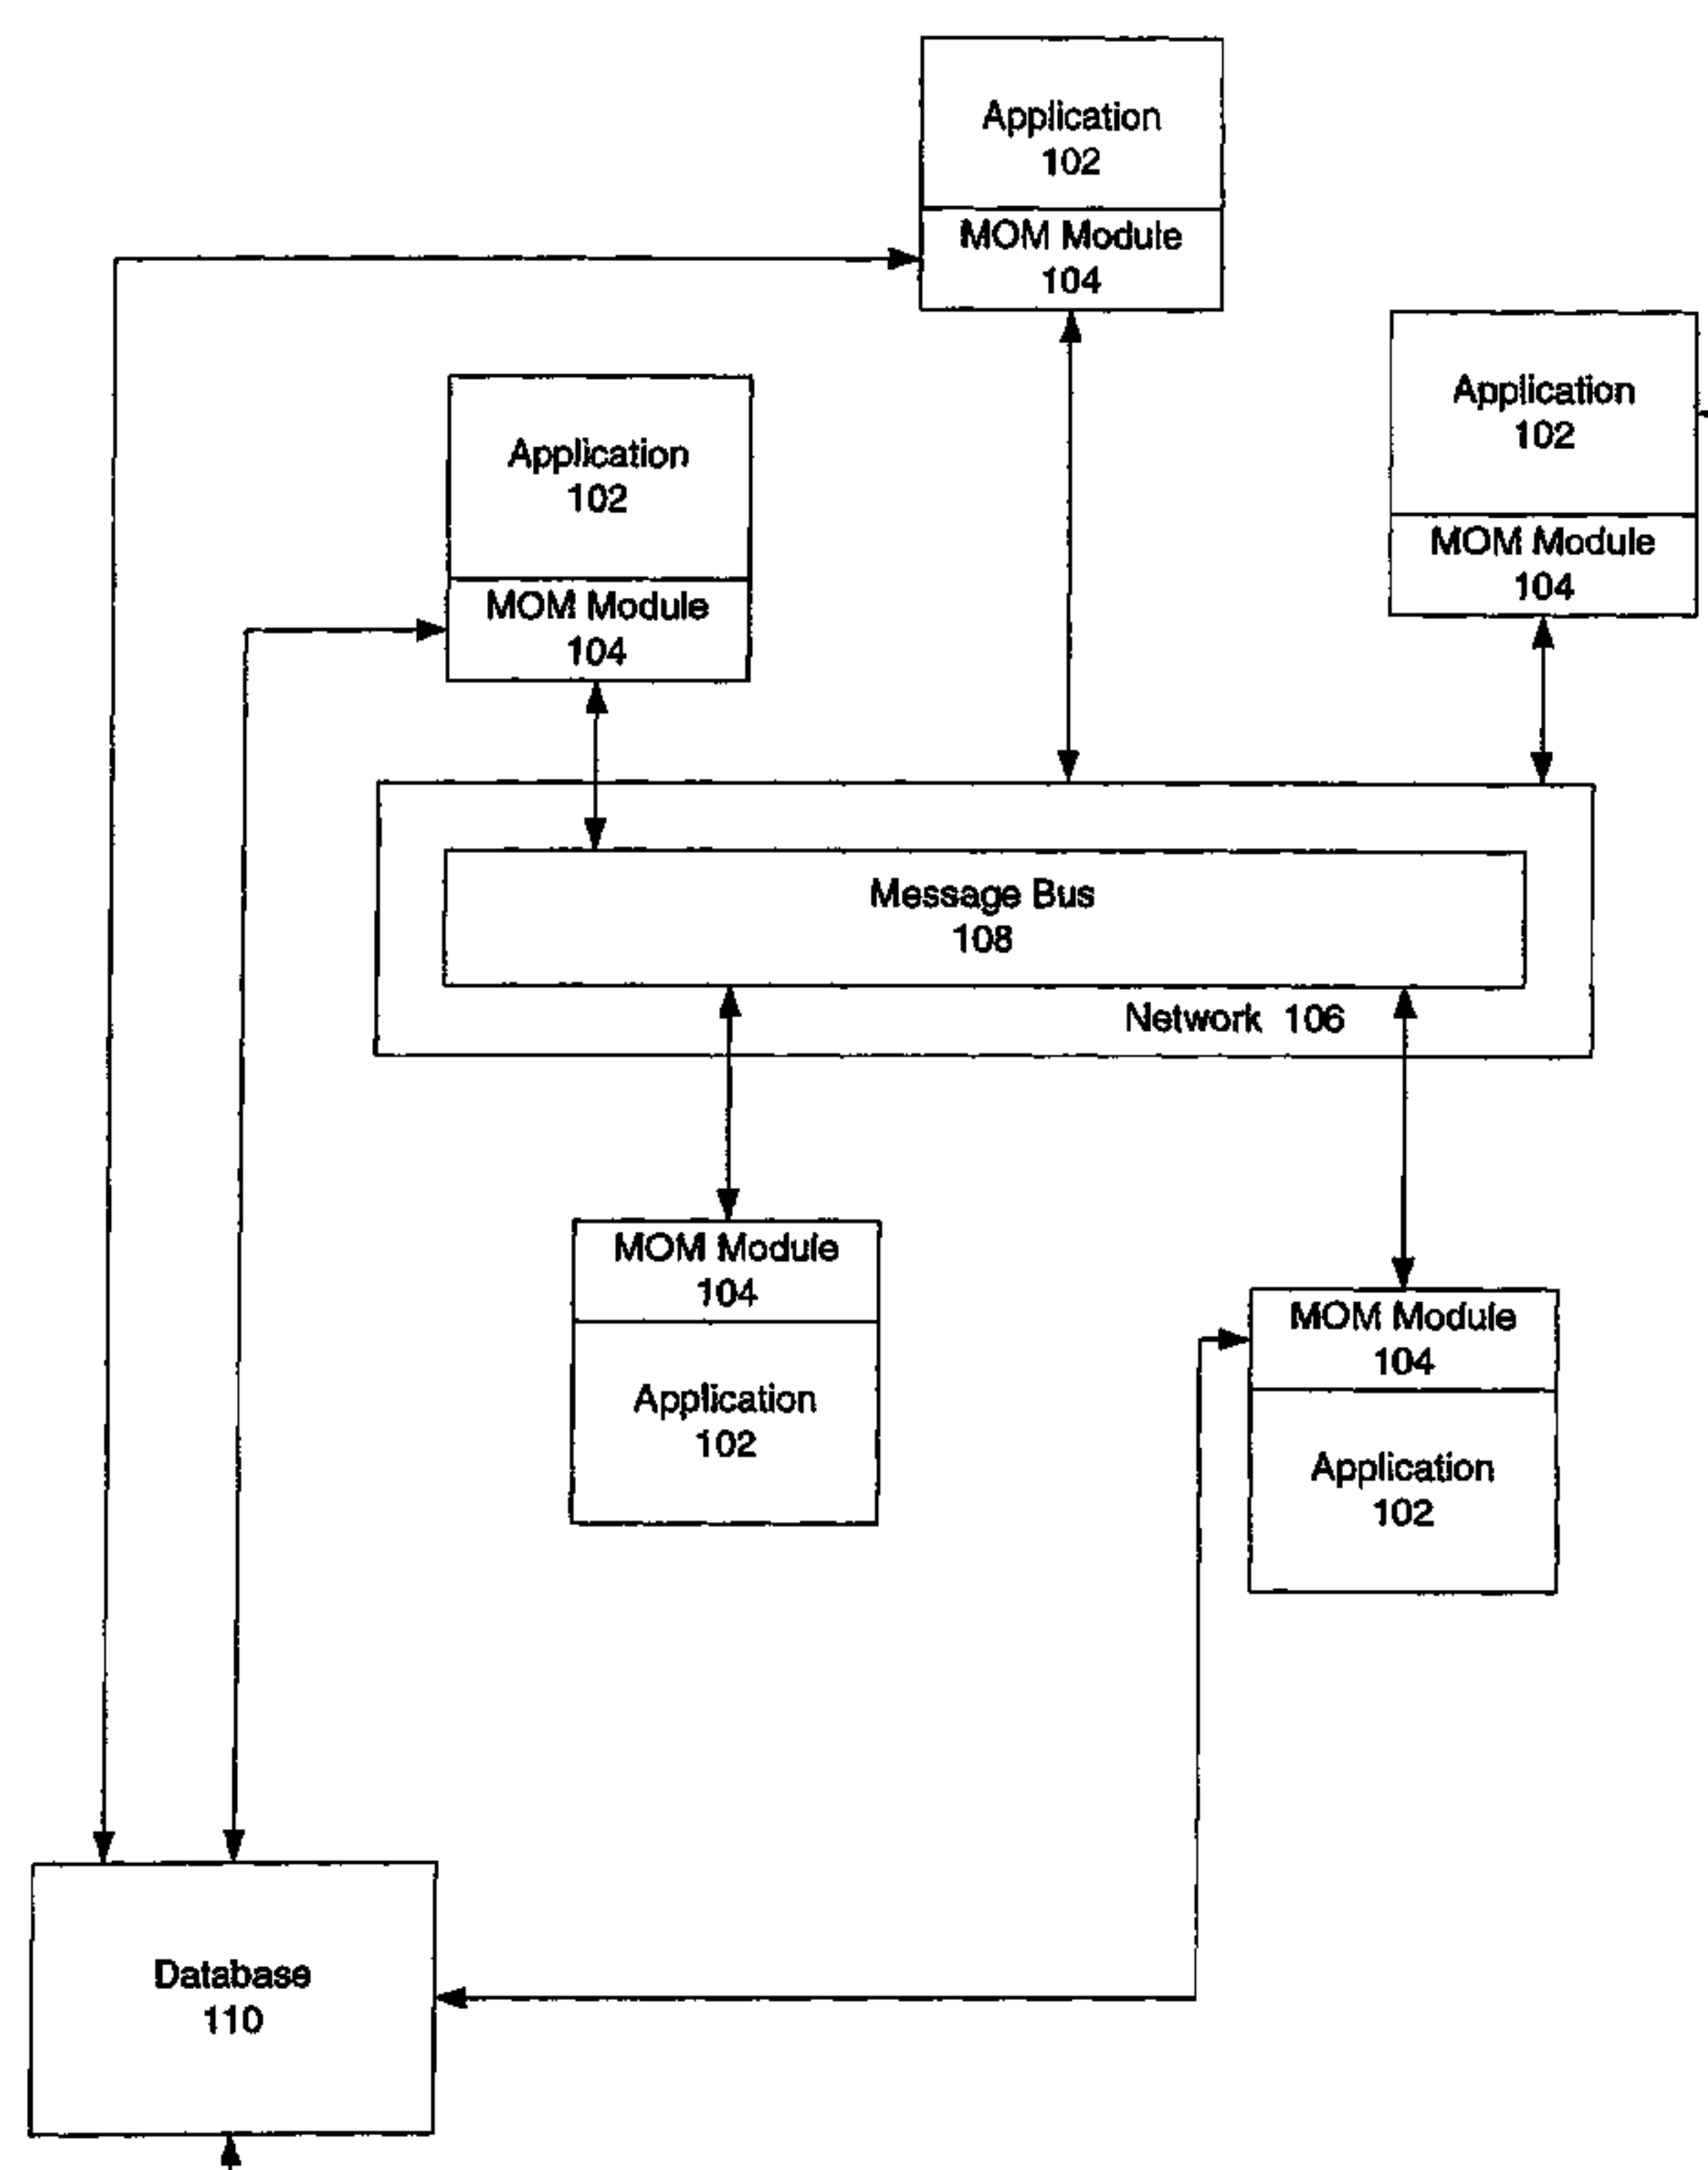 Application
102
MOM Module
104
Application
102
MOM Module
104
Application
102
MOM Module
104
Message Bus
108
Network 106
MOM Module
104
Application
102
MOM Module
104
Application
102
Database
110